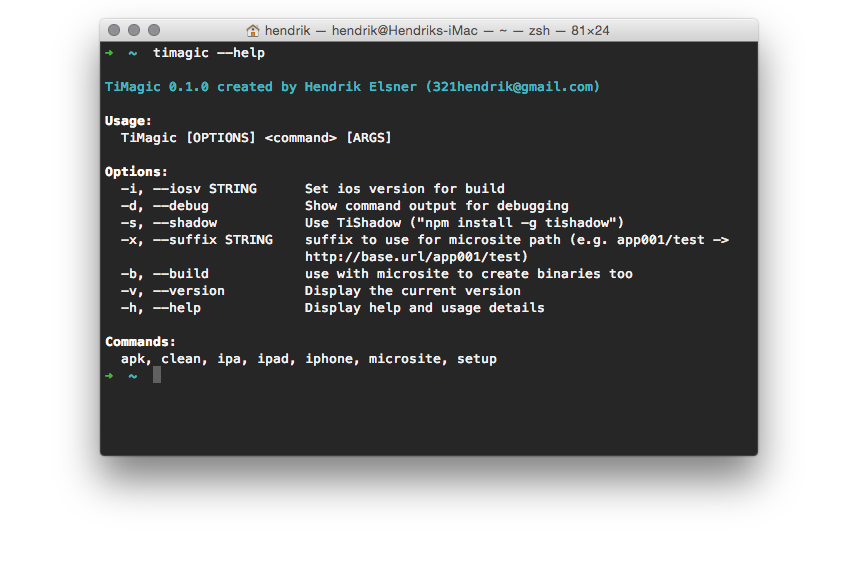 hendrik — hendrik@Hendriks-iMac — ~ — zsh — 81×24
➜  ~  timagic --help
TiMagic 0.1.0 created by Hendrik Elsner (321hendrik@gmail.com)
Usage:
  TiMagic [OPTIONS] <command> [ARGS]
Options:
  -i, --iosv STRING      Set ios version for build
  -d, --debug            Show command output for debugging
  -s, --shadow           Use TiShadow ("npm install -g tishadow")
  -x, --suffix STRING    suffix to use for microsite path (e.g. app001/test ->
                         http://base.url/app001/test)
  -b, --build            use with microsite to create binaries too
  -v, --version          Display the current version
  -h, --help             Display help and usage details
Commands:
  apk, clean, ipa, ipad, iphone, microsite, setup
➜  ~